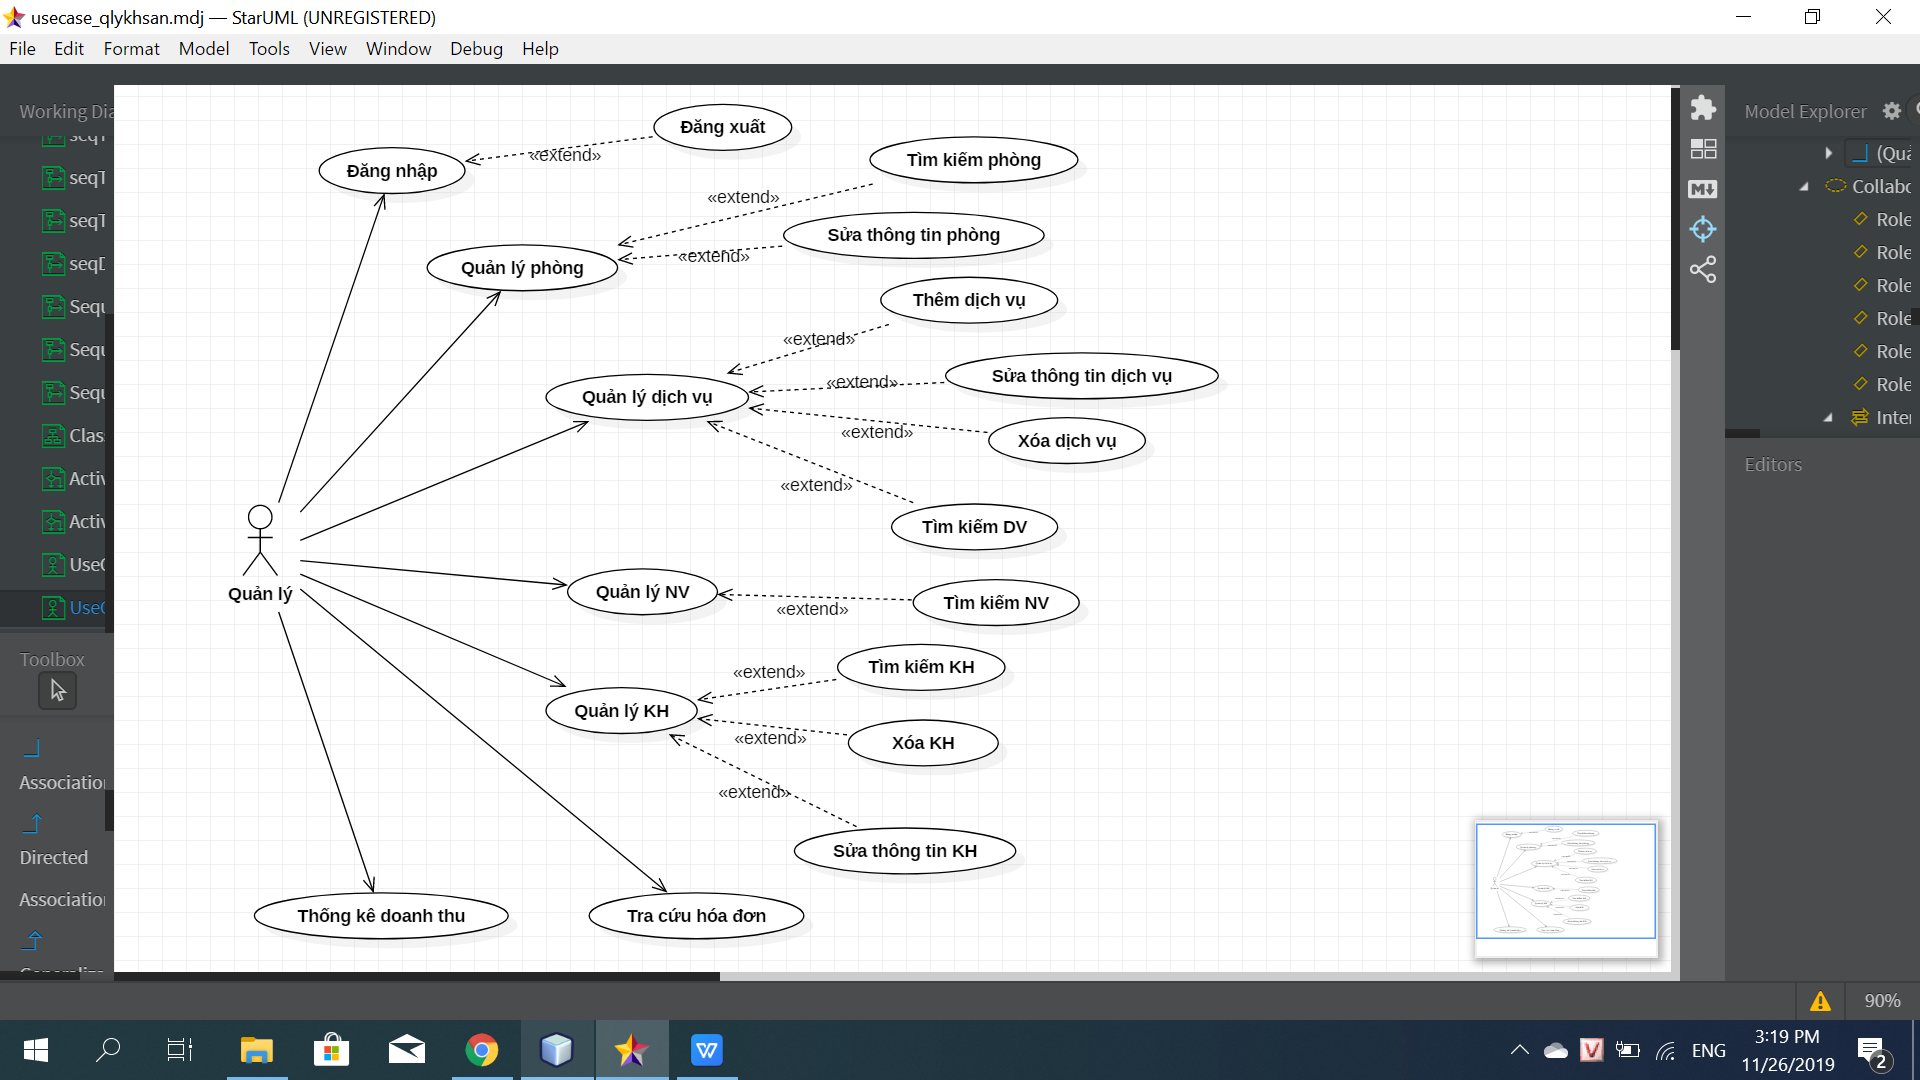 usecase_qlykhsan.mdj — StarUML (UNREGISTERED)
File Edit Format Model Tools View Window Debug Help
Working Dia
seqT
seqT
seqT
seqD
Sequ
Sequ
Sequ
Clas
Activ
Activ
UseC
UseC
Toolbox
Association
Directed
Association
Đăng xuất
«extend»
Đăng nhập
Tìm kiếm phòng
«extend»
Sửa thông tin phòng
«extend»
Quản lý phòng
Thêm dịch vụ
«extend»
Sửa thông tin dịch vụ
«extend»
Quản lý dịch vụ
«extend»
Xóa dịch vụ
«extend»
Tìm kiếm DV
Quản lý
Quản lý NV
«extend»
Tìm kiếm NV
Tìm kiếm KH
«extend»
Quản lý KH
«extend»
Xóa KH
«extend»
Sửa thông tin KH
Thống kê doanh thu
Tra cứu hóa đơn
M
Model Explorer
(Quả
Collabo
Role
Role
Role
Role
Role
Role
Inter
Editors
90%
W
V
ENG
3:19 PM
11/26/2019
2